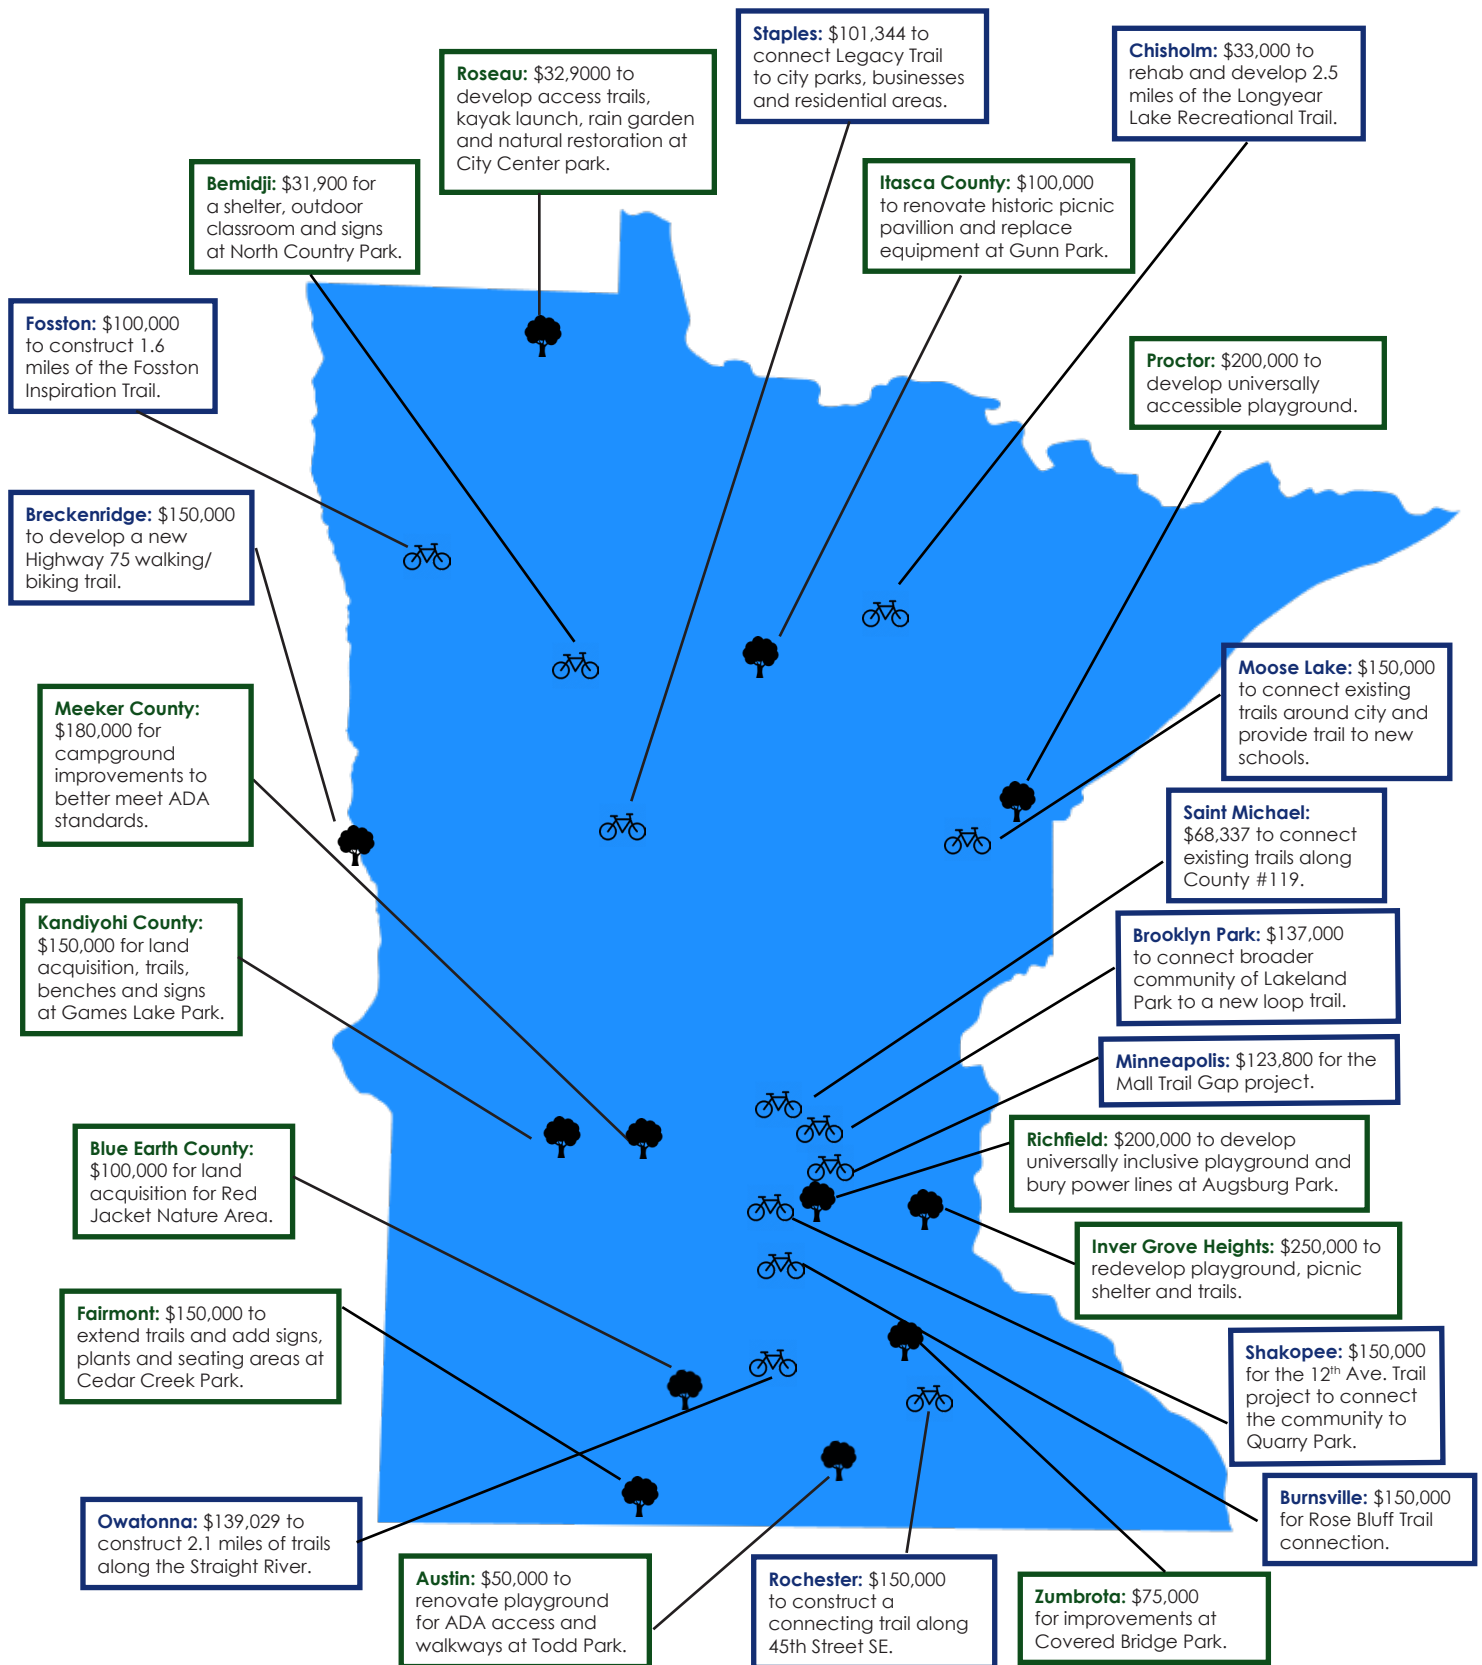 Staples: $101,344 to
connect Legacy Trail
to city parks, businesses
and residential areas.
Chisholm: $33,000 to
rehab and develop 2.5
miles of the Longyear
Lake Recreational Trail.
Roseau: $32,9000 to
develop access trails,
kayak launch, rain garden
and natural restoration at
City Center park.
Bemidji: $31,900 for
a shelter, outdoor
classroom and signs
at North Country Park.
Itasca County: $100,000
to renovate historic picnic
pavillion and replace
equipment at Gunn Park.
Fosston: $100,000
to construct 1.6
miles of the Fosston
Inspiration Trail.
Proctor: $200,000 to
develop universally
accessible playground.
Breckenridge: $150,000
to develop a new
Highway 75 walking/
biking trail.
Moose Lake: $150,000
to connect existing
trails around city and
provide trail to new
schools.
Meeker County:
$180,000 for
campground
improvements to
better meet ADA
standards.
Saint Michael:
$68,337 to connect
existing trails along
County #119.
Kandiyohi County:
$150,000 for land
acquisition, trails,
benches and signs
at Games Lake Park.
Brooklyn Park: $137,000
to connect broader
community of Lakeland
Park to a new loop trail.
Minneapolis: $123,800 for the
Mall Trail Gap project.
Blue Earth County:
$100,000 for land
acquisition for Red
Jacket Nature Area.
Richfield: $200,000 to develop
universally inclusive playground and
bury power lines at Augsburg Park.
Inver Grove Heights: $250,000 to
redevelop playground, picnic
shelter and trails.
Fairmont: $150,000 to
extend trails and add signs,
plants and seating areas at
Cedar Creek Park.
Shakopee: $150,000
for the 12th Ave. Trail
project to connect
the community to
Quarry Park.
Burnsville: $150,000
for Rose Bluff Trail
connection.
Owatonna: $139,029 to
construct 2.1 miles of trails
along the Straight River.
Austin: $50,000 to
renovate playground
for ADA access and
walkways at Todd Park.
Rochester: $150,000
to construct a
connecting trail along
45th Street SE.
Zumbrota: $75,000
for improvements at
Covered Bridge Park.